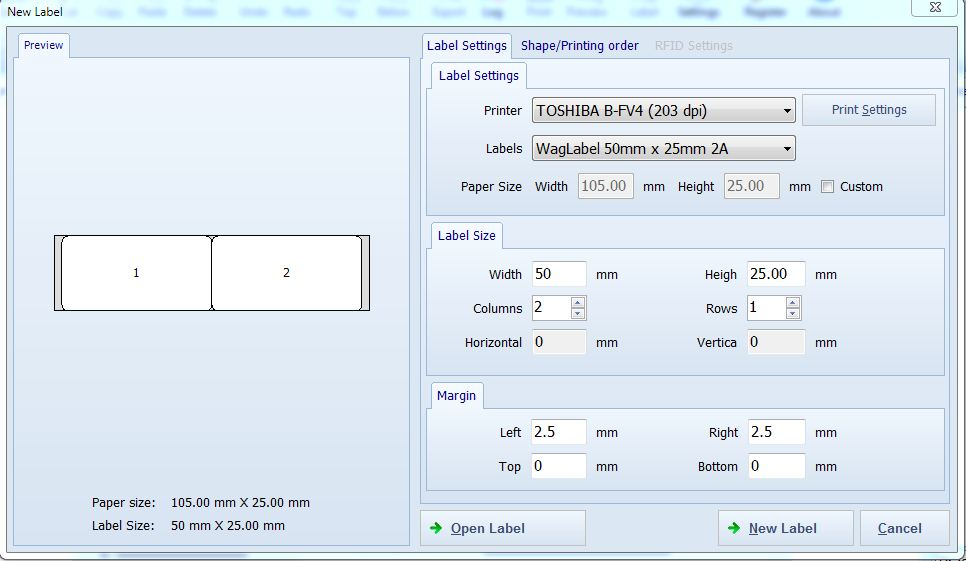 New Label
Preview
1
2
Paper size: 105.00 mm X 25.00 mm
Label Size: 50 mm X 25.00 mm
Label Settings Shape/Printing order RFID Settings
Label Settings
Printer TOSHIBA B-FV4 (203 dpi) Print Settings
Labels WagLabel 50mm x 25mm 2A
Paper Size Width 105.00 mm Height 25.00 mm Custom
Label Size
Width 50 mm Heigh 25.00 mm
Columns 2 Rows 1
Horizontal 0 mm Vertica 0 mm
Margin
Left 2.5 mm Right 2.5 mm
Top 0 mm Bottom 0 mm
Open Label New Label Cancel